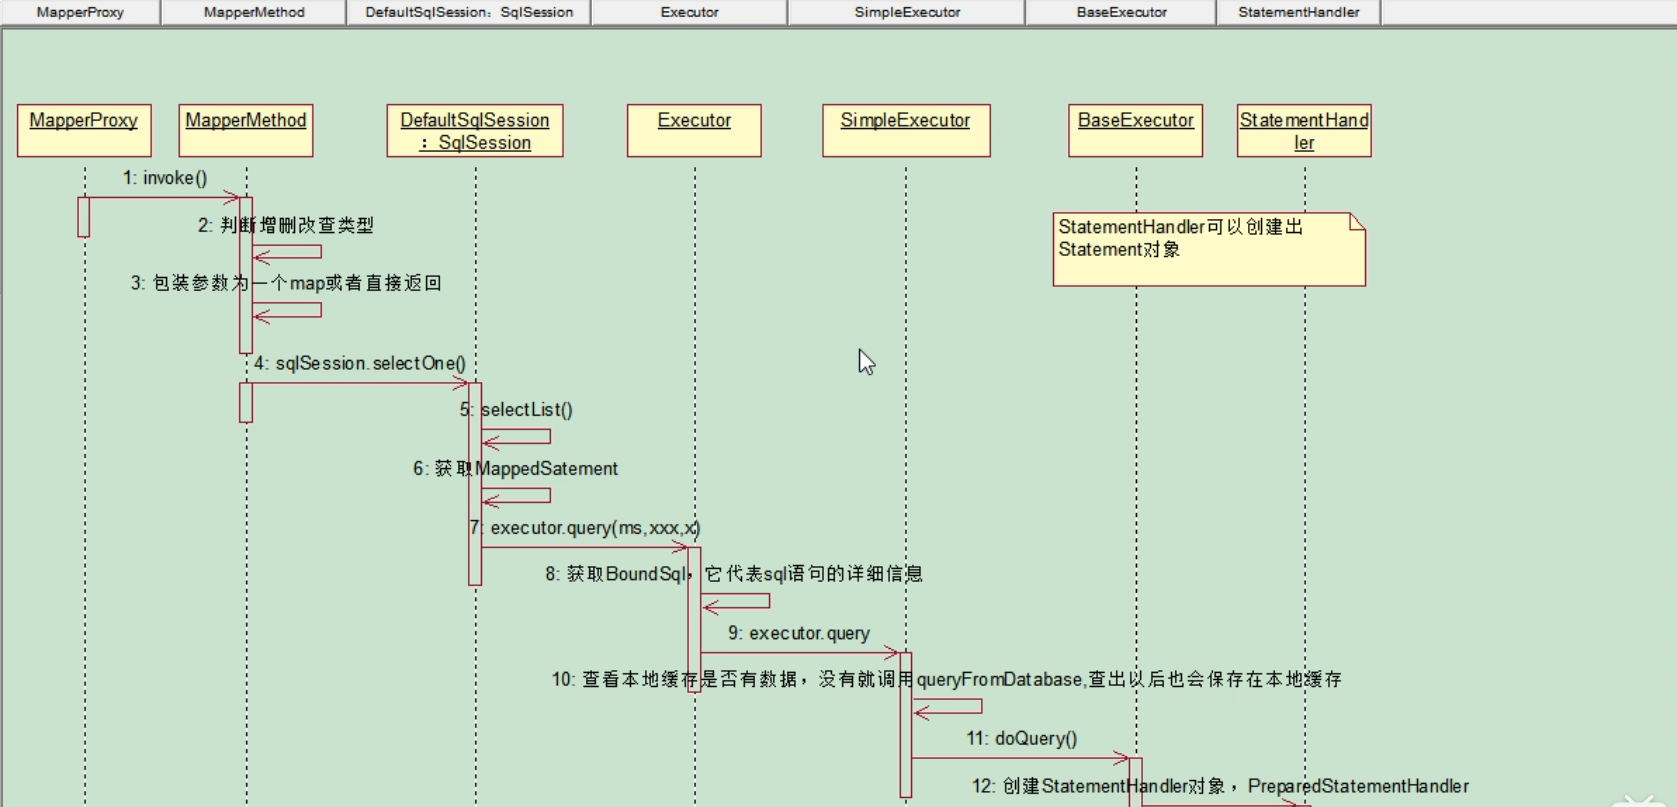 MapperProxy
MapperMethod
DefaultSqlSession：SqlSession
Executor
SimpleExecutor
BaseExecutor
StatementHandler
MapperProxy
MapperMethod
DefaultSqlSession
：SqlSession
Executor
SimpleExecutor
BaseExecutor
StatementHand
ler
1: invoke()
2: 判断增删改查类型
StatementHandler可以创建出
Statement对象
3: 包装参数为一个map或者直接返回
4: sqlSession.selectOne()
5: selectList()
6: 获取MappedSatement
7: executor.query(ms,xxx,x)
8: 获取BoundSql，它代表sql语句的详细信息
9: executor.query
10: 查看本地缓存是否有数据，没有就调用queryFromDatabase,查出以后也会保存在本地缓存
11: doQuery()
12: 创建StatementHandler对象，PreparedStatementHandler